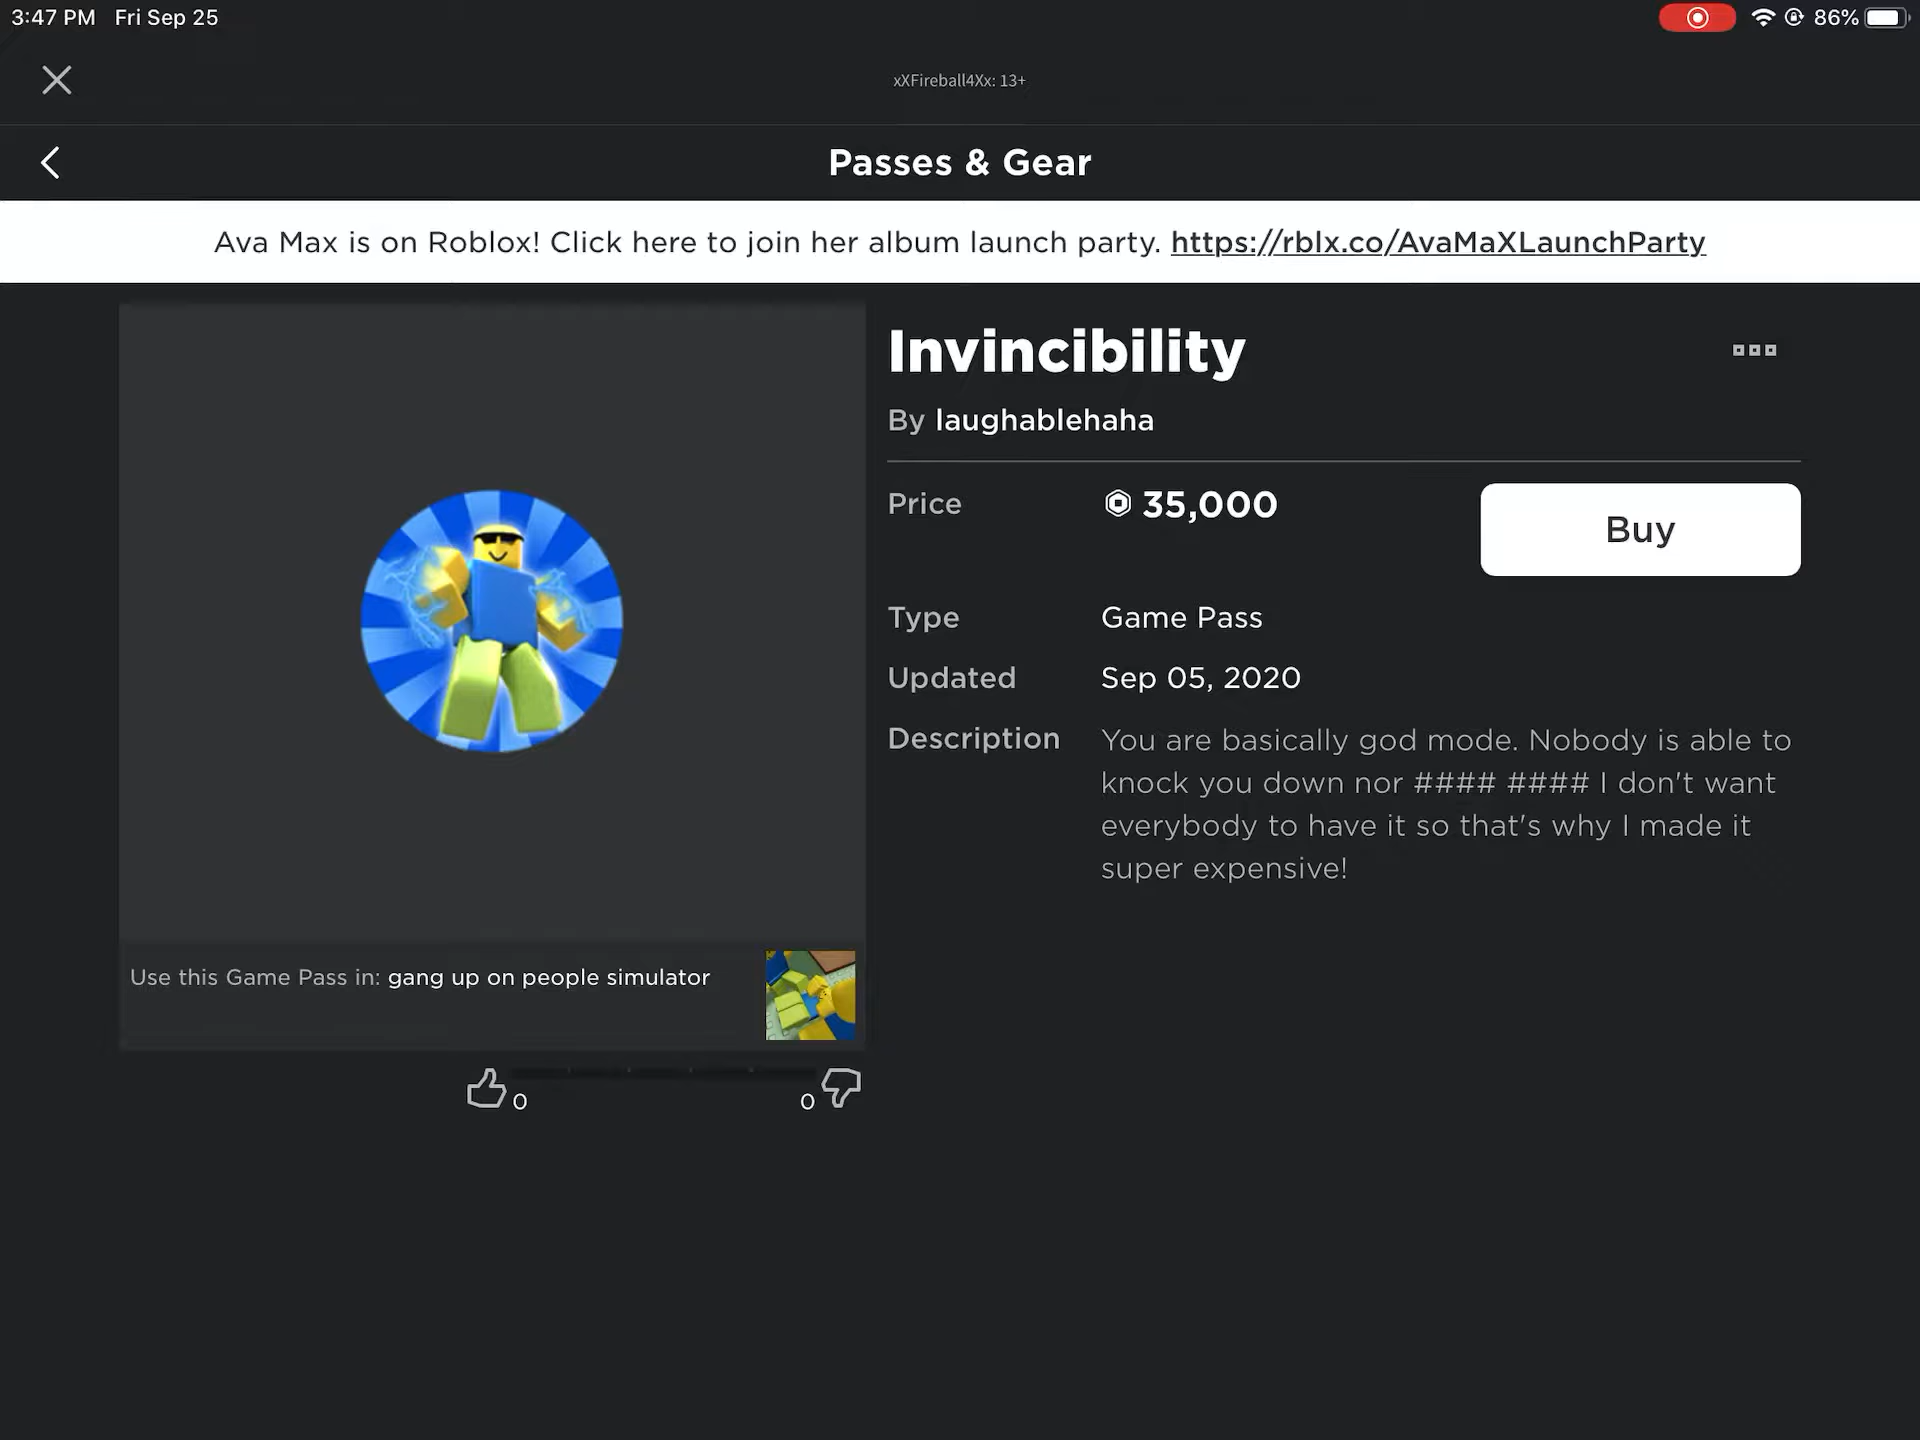 3:47 PM Fri Sep 25
86%
xXFireball4Xx: 13+
Passes & Gear
Ava Max is on Roblox! Click here to join her album launch party. https://rblx.co/AvaMaXLaunchParty
Invincibility
By laughablehaha
Price 35,000
Buy
Type Game Pass
Updated Sep 05, 2020
Description You are basically god mode. Nobody is able to
knock you down nor #### #### I don't want
everybody to have it so that's why I made it
super expensive!
Use this Game Pass in: gang up on people simulator
0 0